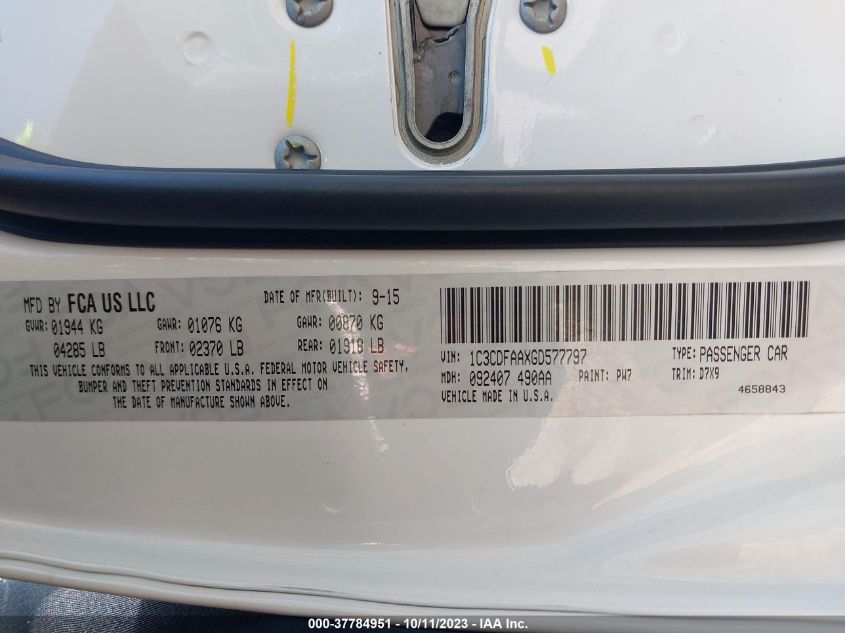 MFD BY FCA US LLC
DATE OF MFR(BUILT): 9-15
GVWR: 01944 KG
GAWR: 01076 KG
GAWR: 00870 KG
04285 LB
FRONT: 02370 LB
REAR: 01918 LB
THIS VEHICLE CONFORMS TO ALL APPLICABLE U.S.A. FEDERAL MOTOR VEHICLE SAFETY,
BUMPER AND THEFT PREVENTION STANDARDS IN EFFECT ON
THE DATE OF MANUFACTURE SHOWN ABOVE.
VIN: 1C3CDFAAXGD577797
TYPE: PASSENGER CAR
MDH: 092407 490AA
PAINT: PW7
TRIM: D7X9
VEHICLE MADE IN U.S.A.
4658843
000-37784951 - 10/11/2023 - IAA Inc.